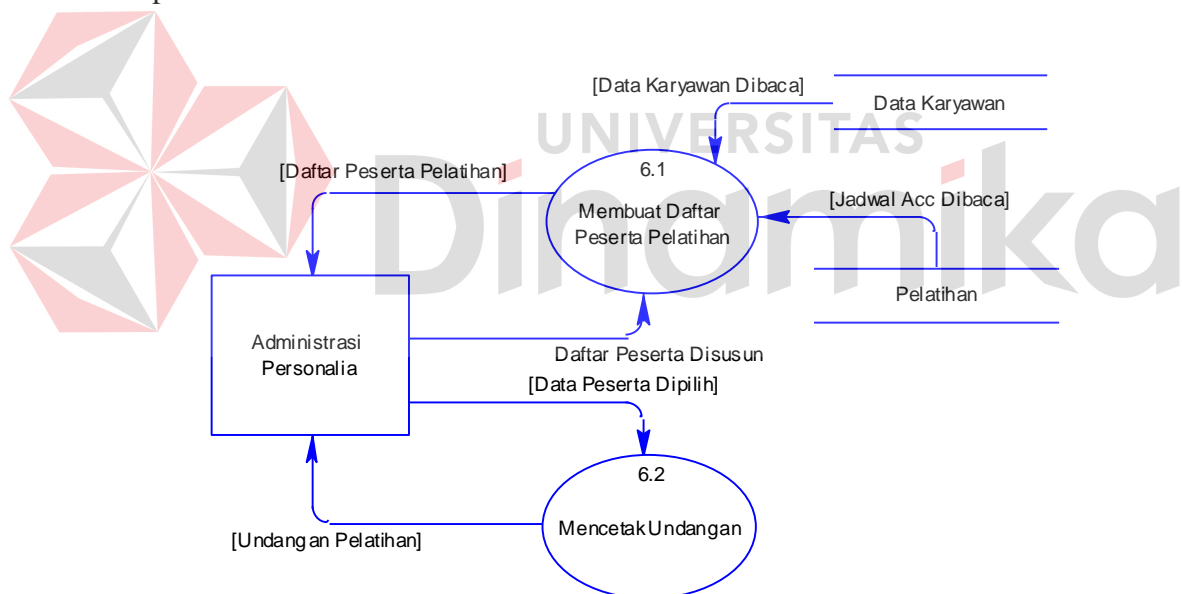 [Data Karyawan Dibaca]
Data Karyawan
UNIVERSITAS
Dinamika
[Daftar Peserta Pelatihan]
6.1
Membuat Daftar
Peserta Pelatihan
[Jadwal Acc Dibaca]
Pelatihan
Administrasi
Personalia
Daftar Peserta Disusun
[Data Peserta Dipilih]
6.2
Mencetak Undangan
[Undangan Pelatihan]